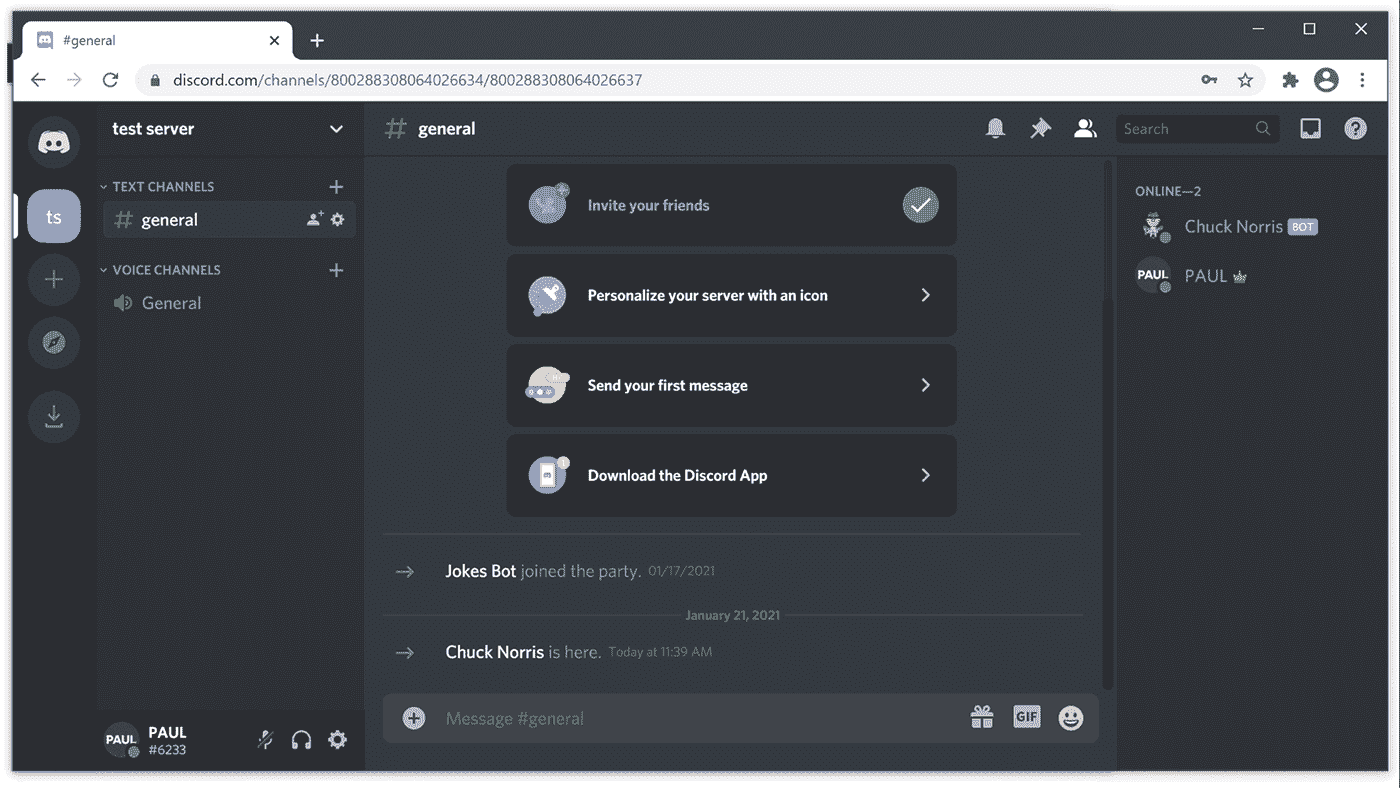 #general
discord.com/channels/800288308064026634/800288308064026637
test server
general
Search
TEXT CHANNELS
general
VOICE CHANNELS
General
ts
Invite your friends
Personalize your server with an icon
Send your first message
Download the Discord App
Jokes Bot joined the party. 01/17/2021
January 21, 2021
Chuck Norris is here. Today at 11:39 AM
Message #general
GIF
ONLINE—2
Chuck Norris BOT
PAUL PAUL
PAUL PAUL
#6233